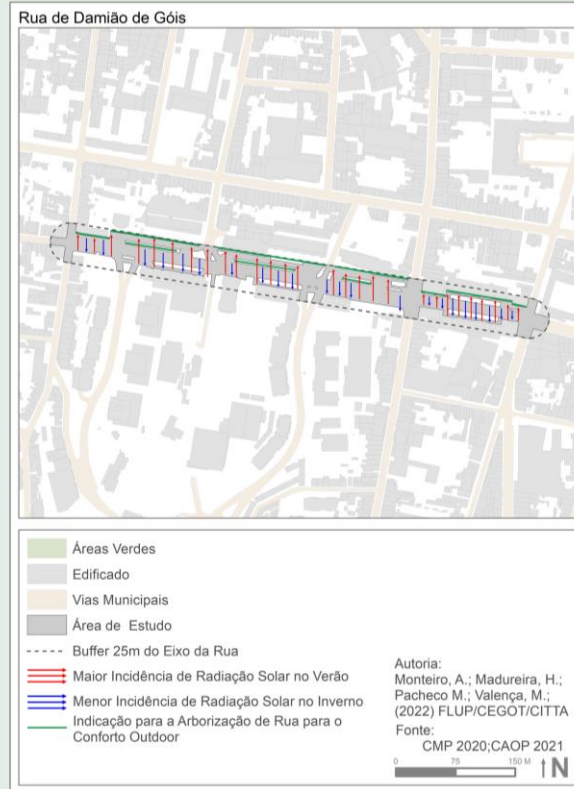 Rua de Damião de Góis
Áreas Verdes
Edificado
Vias Municipais
Área de Estudo
Buffer 25m do Eixo da Rua
Maior Incidência de Radiação Solar no Verão
Menor Incidência de Radiação Solar no Inverno
Indicação para a Arborização de Rua para o
Conforto Outdoor
Autoria:
Monteiro, A.; Madureira, H.;
Pacheco M.; Valença, M.;
(2022) FLUP/CEGOT/CITTA
Fonte:
CMP 2020;CAOP 2021
0 75 150 M
N